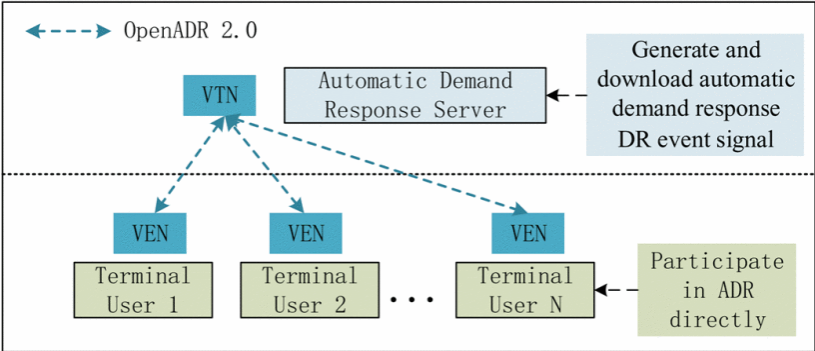 OpenADR 2.0
VTN
Automatic Demand
Response Server
Generate and
download automatic
demand response
DR event signal
VEN
VEN
VEN
Terminal
User 1
Terminal
User 2
...
Terminal
User N
Participate
in ADR
directly